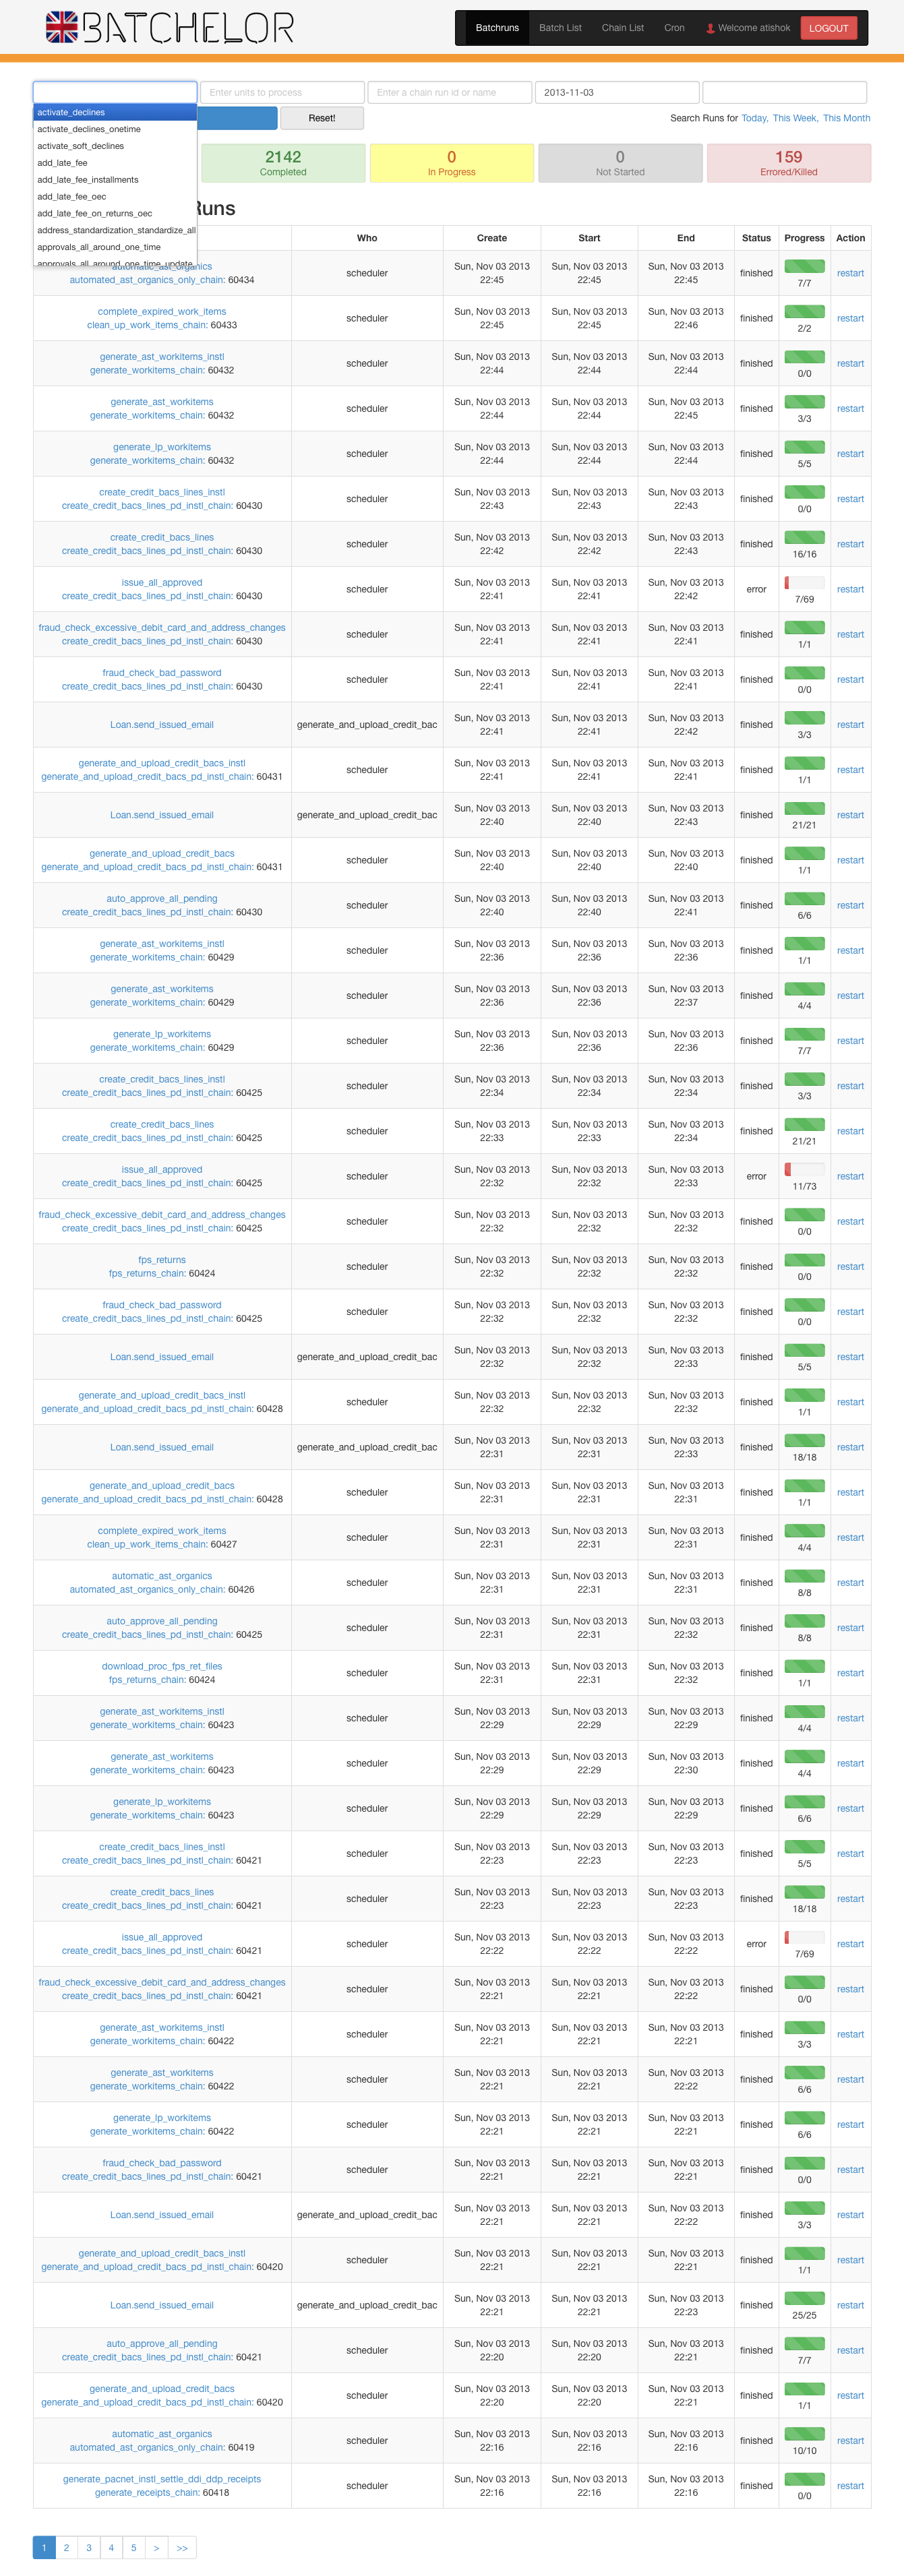 BATCHELOR
Batchruns Batch List Chain List Cron Welcome atishok LOGOUT
Enter units to process Enter a chain run id or name 2013-11-03
activate_declines
activate_declines_onetime
activate_soft_declines
add_late_fee
add_late_fee_installments
add_late_fee_oec
add_late_fee_on_returns_oec
address_standardization_standardize_all
approvals_all_around_one_time
approvals_all_around_one_time_update
Reset! Search Runs for Today, This Week, This Month
2142 0 0 159
Completed In Progress Not Started Errored/Killed
Runs
Who Create Start End Status Progress Action
automatic_ast_organics Sun, Nov 03 2013 Sun, Nov 03 2013 Sun, Nov 03 2013
automated_ast_organics_only_chain: 60434 scheduler 22:45 22:45 22:45 finished 7/7 restart
complete_expired_work_items Sun, Nov 03 2013 Sun, Nov 03 2013 Sun, Nov 03 2013
clean_up_work_items_chain: 60433 scheduler 22:45 22:45 22:46 finished 2/2 restart
generate_ast_workitems_instl Sun, Nov 03 2013 Sun, Nov 03 2013 Sun, Nov 03 2013
generate_workitems_chain: 60432 scheduler 22:44 22:44 22:44 finished 0/0 restart
generate_ast_workitems Sun, Nov 03 2013 Sun, Nov 03 2013 Sun, Nov 03 2013
generate_workitems_chain: 60432 scheduler 22:44 22:44 22:45 finished 3/3 restart
generate_lp_workitems Sun, Nov 03 2013 Sun, Nov 03 2013 Sun, Nov 03 2013
generate_workitems_chain: 60432 scheduler 22:44 22:44 22:44 finished 5/5 restart
create_credit_bacs_lines_instl Sun, Nov 03 2013 Sun, Nov 03 2013 Sun, Nov 03 2013
create_credit_bacs_lines_pd_instl_chain: 60430 scheduler 22:43 22:43 22:43 finished 0/0 restart
create_credit_bacs_lines Sun, Nov 03 2013 Sun, Nov 03 2013 Sun, Nov 03 2013
create_credit_bacs_lines_pd_instl_chain: 60430 scheduler 22:42 22:42 22:43 finished 16/16 restart
issue_all_approved Sun, Nov 03 2013 Sun, Nov 03 2013 Sun, Nov 03 2013
create_credit_bacs_lines_pd_instl_chain: 60430 scheduler 22:41 22:41 22:42 error 7/69 restart
fraud_check_excessive_debit_card_and_address_changes Sun, Nov 03 2013 Sun, Nov 03 2013 Sun, Nov 03 2013
create_credit_bacs_lines_pd_instl_chain: 60430 scheduler 22:41 22:41 22:41 finished 1/1 restart
fraud_check_bad_password Sun, Nov 03 2013 Sun, Nov 03 2013 Sun, Nov 03 2013
create_credit_bacs_lines_pd_instl_chain: 60430 scheduler 22:41 22:41 22:41 finished 0/0 restart
Sun, Nov 03 2013 Sun, Nov 03 2013 Sun, Nov 03 2013
Loan.send_issued_email generate_and_upload_credit_bac 22:41 22:41 22:42 finished 3/3 restart
generate_and_upload_credit_bacs_instl Sun, Nov 03 2013 Sun, Nov 03 2013 Sun, Nov 03 2013
generate_and_upload_credit_bacs_pd_instl_chain: 60431 scheduler 22:41 22:41 22:41 finished 1/1 restart
Sun, Nov 03 2013 Sun, Nov 03 2013 Sun, Nov 03 2013
Loan.send_issued_email generate_and_upload_credit_bac 22:40 22:40 22:43 finished 21/21 restart
generate_and_upload_credit_bacs Sun, Nov 03 2013 Sun, Nov 03 2013 Sun, Nov 03 2013
generate_and_upload_credit_bacs_pd_instl_chain: 60431 scheduler 22:40 22:40 22:40 finished 1/1 restart
auto_approve_all_pending Sun, Nov 03 2013 Sun, Nov 03 2013 Sun, Nov 03 2013
create_credit_bacs_lines_pd_instl_chain: 60430 scheduler 22:40 22:40 22:41 finished 6/6 restart
generate_ast_workitems_instl Sun, Nov 03 2013 Sun, Nov 03 2013 Sun, Nov 03 2013
generate_workitems_chain: 60429 scheduler 22:36 22:36 22:36 finished 1/1 restart
generate_ast_workitems Sun, Nov 03 2013 Sun, Nov 03 2013 Sun, Nov 03 2013
generate_workitems_chain: 60429 scheduler 22:36 22:36 22:37 finished 4/4 restart
generate_lp_workitems Sun, Nov 03 2013 Sun, Nov 03 2013 Sun, Nov 03 2013
generate_workitems_chain: 60429 scheduler 22:36 22:36 22:36 finished 7/7 restart
create_credit_bacs_lines_instl Sun, Nov 03 2013 Sun, Nov 03 2013 Sun, Nov 03 2013
create_credit_bacs_lines_pd_instl_chain: 60425 scheduler 22:34 22:34 22:34 finished 3/3 restart
create_credit_bacs_lines Sun, Nov 03 2013 Sun, Nov 03 2013 Sun, Nov 03 2013
create_credit_bacs_lines_pd_instl_chain: 60425 scheduler 22:33 22:33 22:34 finished 21/21 restart
issue_all_approved Sun, Nov 03 2013 Sun, Nov 03 2013 Sun, Nov 03 2013
create_credit_bacs_lines_pd_instl_chain: 60425 scheduler 22:32 22:32 22:33 error 11/73 restart
fraud_check_excessive_debit_card_and_address_changes Sun, Nov 03 2013 Sun, Nov 03 2013 Sun, Nov 03 2013
create_credit_bacs_lines_pd_instl_chain: 60425 scheduler 22:32 22:32 22:32 finished 0/0 restart
fps_returns Sun, Nov 03 2013 Sun, Nov 03 2013 Sun, Nov 03 2013
fps_returns_chain: 60424 scheduler 22:32 22:32 22:32 finished 0/0 restart
fraud_check_bad_password Sun, Nov 03 2013 Sun, Nov 03 2013 Sun, Nov 03 2013
create_credit_bacs_lines_pd_instl_chain: 60425 scheduler 22:32 22:32 22:32 finished 0/0 restart
Sun, Nov 03 2013 Sun, Nov 03 2013 Sun, Nov 03 2013
Loan.send_issued_email generate_and_upload_credit_bac 22:32 22:32 22:33 finished 5/5 restart
generate_and_upload_credit_bacs_instl Sun, Nov 03 2013 Sun, Nov 03 2013 Sun, Nov 03 2013
generate_and_upload_credit_bacs_pd_instl_chain: 60428 scheduler 22:32 22:32 22:32 finished 1/1 restart
Sun, Nov 03 2013 Sun, Nov 03 2013 Sun, Nov 03 2013
Loan.send_issued_email generate_and_upload_credit_bac 22:31 22:31 22:33 finished 18/18 restart
generate_and_upload_credit_bacs Sun, Nov 03 2013 Sun, Nov 03 2013 Sun, Nov 03 2013
generate_and_upload_credit_bacs_pd_instl_chain: 60428 scheduler 22:31 22:31 22:31 finished 1/1 restart
complete_expired_work_items Sun, Nov 03 2013 Sun, Nov 03 2013 Sun, Nov 03 2013
clean_up_work_items_chain: 60427 scheduler 22:31 22:31 22:31 finished 4/4 restart
automatic_ast_organics Sun, Nov 03 2013 Sun, Nov 03 2013 Sun, Nov 03 2013
automated_ast_organics_only_chain: 60426 scheduler 22:31 22:31 22:31 finished 8/8 restart
auto_approve_all_pending Sun, Nov 03 2013 Sun, Nov 03 2013 Sun, Nov 03 2013
create_credit_bacs_lines_pd_instl_chain: 60425 scheduler 22:31 22:31 22:32 finished 8/8 restart
download_proc_fps_ret_files Sun, Nov 03 2013 Sun, Nov 03 2013 Sun, Nov 03 2013
fps_returns_chain: 60424 scheduler 22:31 22:31 22:32 finished 1/1 restart
generate_ast_workitems_instl Sun, Nov 03 2013 Sun, Nov 03 2013 Sun, Nov 03 2013
generate_workitems_chain: 60423 scheduler 22:29 22:29 22:29 finished 4/4 restart
generate_ast_workitems Sun, Nov 03 2013 Sun, Nov 03 2013 Sun, Nov 03 2013
generate_workitems_chain: 60423 scheduler 22:29 22:29 22:30 finished 4/4 restart
generate_lp_workitems Sun, Nov 03 2013 Sun, Nov 03 2013 Sun, Nov 03 2013
generate_workitems_chain: 60423 scheduler 22:29 22:29 22:29 finished 6/6 restart
create_credit_bacs_lines_instl Sun, Nov 03 2013 Sun, Nov 03 2013 Sun, Nov 03 2013
create_credit_bacs_lines_pd_instl_chain: 60421 scheduler 22:23 22:23 22:23 finished 5/5 restart
create_credit_bacs_lines Sun, Nov 03 2013 Sun, Nov 03 2013 Sun, Nov 03 2013
create_credit_bacs_lines_pd_instl_chain: 60421 scheduler 22:23 22:23 22:23 finished 18/18 restart
issue_all_approved Sun, Nov 03 2013 Sun, Nov 03 2013 Sun, Nov 03 2013
create_credit_bacs_lines_pd_instl_chain: 60421 scheduler 22:22 22:22 22:22 error 7/69 restart
fraud_check_excessive_debit_card_and_address_changes Sun, Nov 03 2013 Sun, Nov 03 2013 Sun, Nov 03 2013
create_credit_bacs_lines_pd_instl_chain: 60421 scheduler 22:21 22:21 22:22 finished 0/0 restart
generate_ast_workitems_instl Sun, Nov 03 2013 Sun, Nov 03 2013 Sun, Nov 03 2013
generate_workitems_chain: 60422 scheduler 22:21 22:21 22:21 finished 3/3 restart
generate_ast_workitems Sun, Nov 03 2013 Sun, Nov 03 2013 Sun, Nov 03 2013
generate_workitems_chain: 60422 scheduler 22:21 22:21 22:22 finished 6/6 restart
generate_lp_workitems Sun, Nov 03 2013 Sun, Nov 03 2013 Sun, Nov 03 2013
generate_workitems_chain: 60422 scheduler 22:21 22:21 22:21 finished 6/6 restart
fraud_check_bad_password Sun, Nov 03 2013 Sun, Nov 03 2013 Sun, Nov 03 2013
create_credit_bacs_lines_pd_instl_chain: 60421 scheduler 22:21 22:21 22:21 finished 0/0 restart
Sun, Nov 03 2013 Sun, Nov 03 2013 Sun, Nov 03 2013
Loan.send_issued_email generate_and_upload_credit_bac 22:21 22:21 22:22 finished 3/3 restart
generate_and_upload_credit_bacs_instl Sun, Nov 03 2013 Sun, Nov 03 2013 Sun, Nov 03 2013
generate_and_upload_credit_bacs_pd_instl_chain: 60420 scheduler 22:21 22:21 22:21 finished 1/1 restart
Sun, Nov 03 2013 Sun, Nov 03 2013 Sun, Nov 03 2013
Loan.send_issued_email generate_and_upload_credit_bac 22:21 22:21 22:23 finished 25/25 restart
auto_approve_all_pending Sun, Nov 03 2013 Sun, Nov 03 2013 Sun, Nov 03 2013
create_credit_bacs_lines_pd_instl_chain: 60421 scheduler 22:20 22:20 22:21 finished 7/7 restart
generate_and_upload_credit_bacs Sun, Nov 03 2013 Sun, Nov 03 2013 Sun, Nov 03 2013
generate_and_upload_credit_bacs_pd_instl_chain: 60420 scheduler 22:20 22:20 22:21 finished 1/1 restart
automatic_ast_organics Sun, Nov 03 2013 Sun, Nov 03 2013 Sun, Nov 03 2013
automated_ast_organics_only_chain: 60419 scheduler 22:16 22:16 22:16 finished 10/10 restart
generate_pacnet_instl_settle_ddi_ddp_receipts Sun, Nov 03 2013 Sun, Nov 03 2013 Sun, Nov 03 2013
generate_receipts_chain: 60418 scheduler 22:16 22:16 22:16 finished 0/0 restart
1 2 3 4 5 > >>